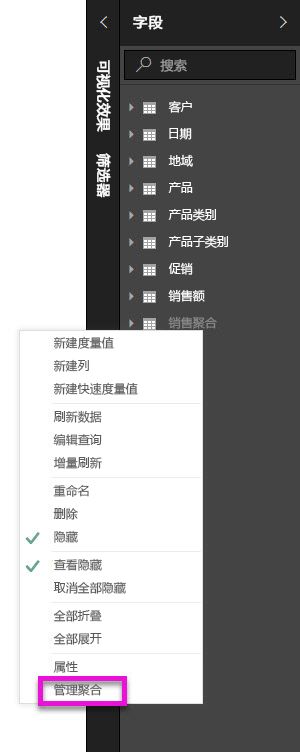 字段
搜索
可视化效果
筛选器
客户
日期
地域
产品
产品类别
产品子类别
促销
销售额
销售聚合
新建度量值
新建列
新建快速度量值
刷新数据
编辑查询
增量刷新
重命名
删除
隐藏
查看隐藏
取消全部隐藏
全部折叠
全部展开
属性
管理聚合